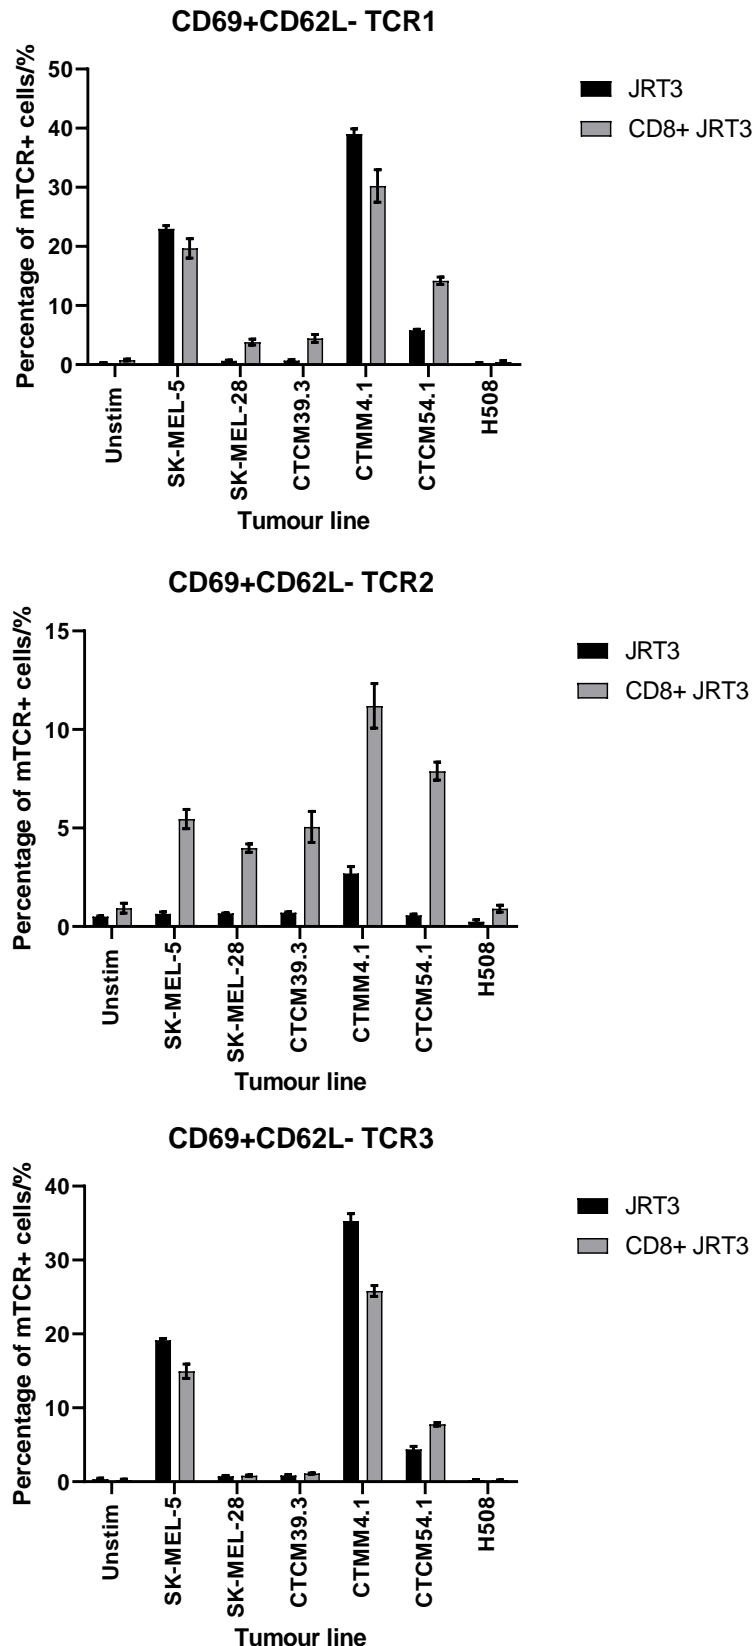 CD69+CD62L- TCR1
Percentage of mTCR+ cells/%
50
40
30
20
10
0
Unstim
SK-MEL-5
SK-MEL-28
CTCM39.3
CTMM4.1
CTCM54.1
H508
Tumour line
JRT3
CD8+ JRT3
CD69+CD62L- TCR2
Percentage of mTCR+ cells/%
15
10
5
0
Unstim
SK-MEL-5
SK-MEL-28
CTCM39.3
CTMM4.1
CTCM54.1
H508
Tumour line
JRT3
CD8+ JRT3
CD69+CD62L- TCR3
Percentage of mTCR+ cells/%
40
30
20
10
0
Unstim
SK-MEL-5
SK-MEL-28
CTCM39.3
CTMM4.1
CTCM54.1
H508
Tumour line
JRT3
CD8+ JRT3